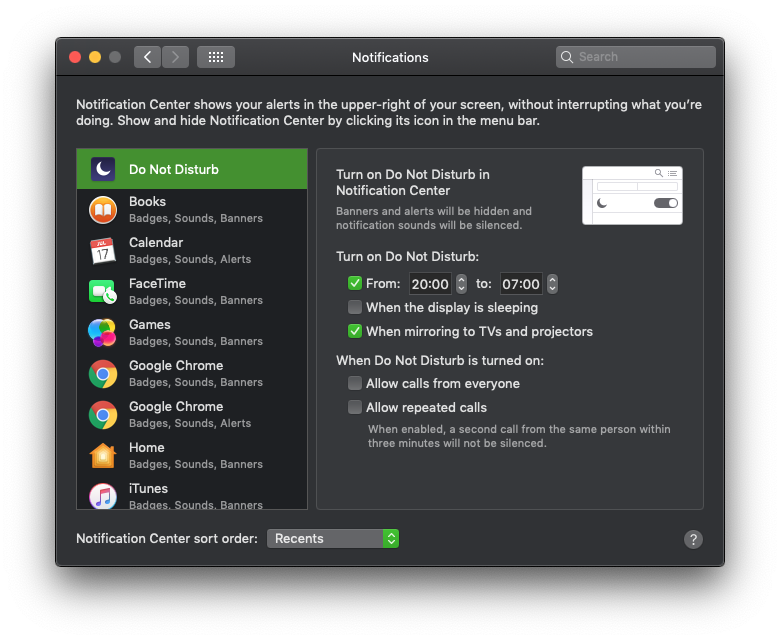 Notifications
Search
Notification Center shows your alerts in the upper-right of your screen, without interrupting what you're
doing. Show and hide Notification Center by clicking its icon in the menu bar.
Do Not Disturb
Books
Badges, Sounds, Banners
JUL
17
Calendar
Badges, Sounds, Alerts
FaceTime
Badges, Sounds, Banners
Games
Badges, Sounds, Banners
Google Chrome
Badges, Sounds, Banners
Google Chrome
Badges, Sounds, Alerts
Home
Badges, Sounds, Banners
iTunes
Badges, Sounds, Banners
Turn on Do Not Disturb in
Notification Center
Banners and alerts will be hidden and
notification sounds will be silenced.
Turn on Do Not Disturb:
From: 20:00 to: 07:00
When the display is sleeping
When mirroring to TVs and projectors
When Do Not Disturb is turned on:
Allow calls from everyone
Allow repeated calls
When enabled, a second call from the same person within
three minutes will not be silenced.
Notification Center sort order: Recents
?